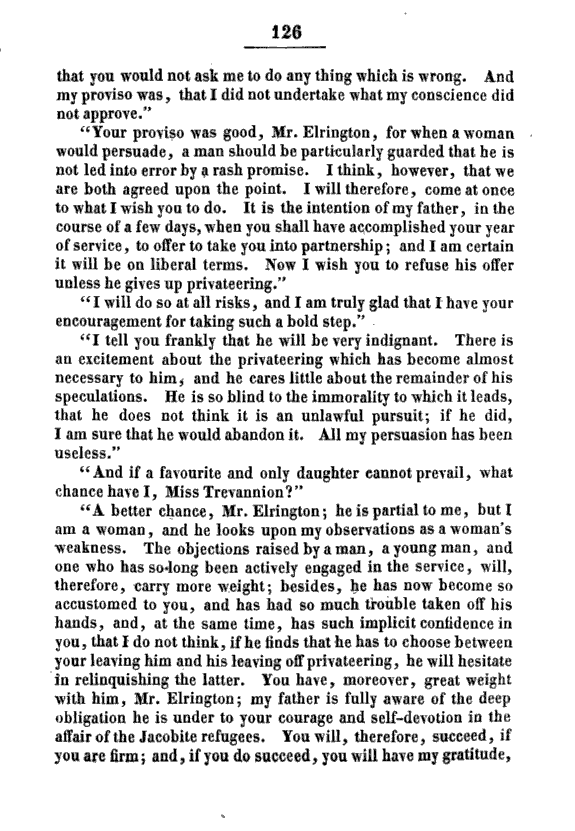 126
that you would not ask me to do any thing which is wrong. And
my proviso was, that I did not undertake what my conscience did
not approve."
"Your proviso was good, Mr. Elrington, for when a woman
would persuade, a man should be particularly guarded that he is
not led into error by a rash promise. I think, however, that we
are both agreed upon the point. I will therefore, come at once
to what I wish you to do. It is the intention of my father, in the
course of a few days, when you shall have accomplished your year
of service, to offer to take you into partnership; and I am certain
it will be on liberal terms. Now I wish you to refuse his offer
unless he gives up privateering."
"I will do so at all risks, and I am truly glad that I have your
encouragement for taking such a bold step."
"I tell you frankly that he will be very indignant. There is
an excitement about the privateering which has become almost
necessary to him, and he cares little about the remainder of his
speculations. He is so blind to the immorality to which it leads,
that he does not think it is an unlawful pursuit; if he did,
I am sure that he would abandon it. All my persuasion has been
useless."
"And if a favourite and only daughter cannot prevail, what
chance have I, Miss Trevannion?"
"A better chance, Mr. Elrington; he is partial to me, but I
am a woman, and he looks upon my observations as a woman's
weakness. The objections raised by a man, a young man, and
one who has so long been actively engaged in the service, will,
therefore, carry more weight; besides, he has now become so
accustomed to you, and has had so much trouble taken off his
hands, and, at the same time, has such implicit confidence in
you, that I do not think, if he finds that he has to choose between
your leaving him and his leaving off privateering, he will hesitate
in relinquishing the latter. You have, moreover, great weight
with him, Mr. Elrington; my father is fully aware of the deep
obligation he is under to your courage and self-devotion in the
affair of the Jacobite refugees. You will, therefore, succeed, if
you are firm; and, if you do succeed, you will have my gratitude,